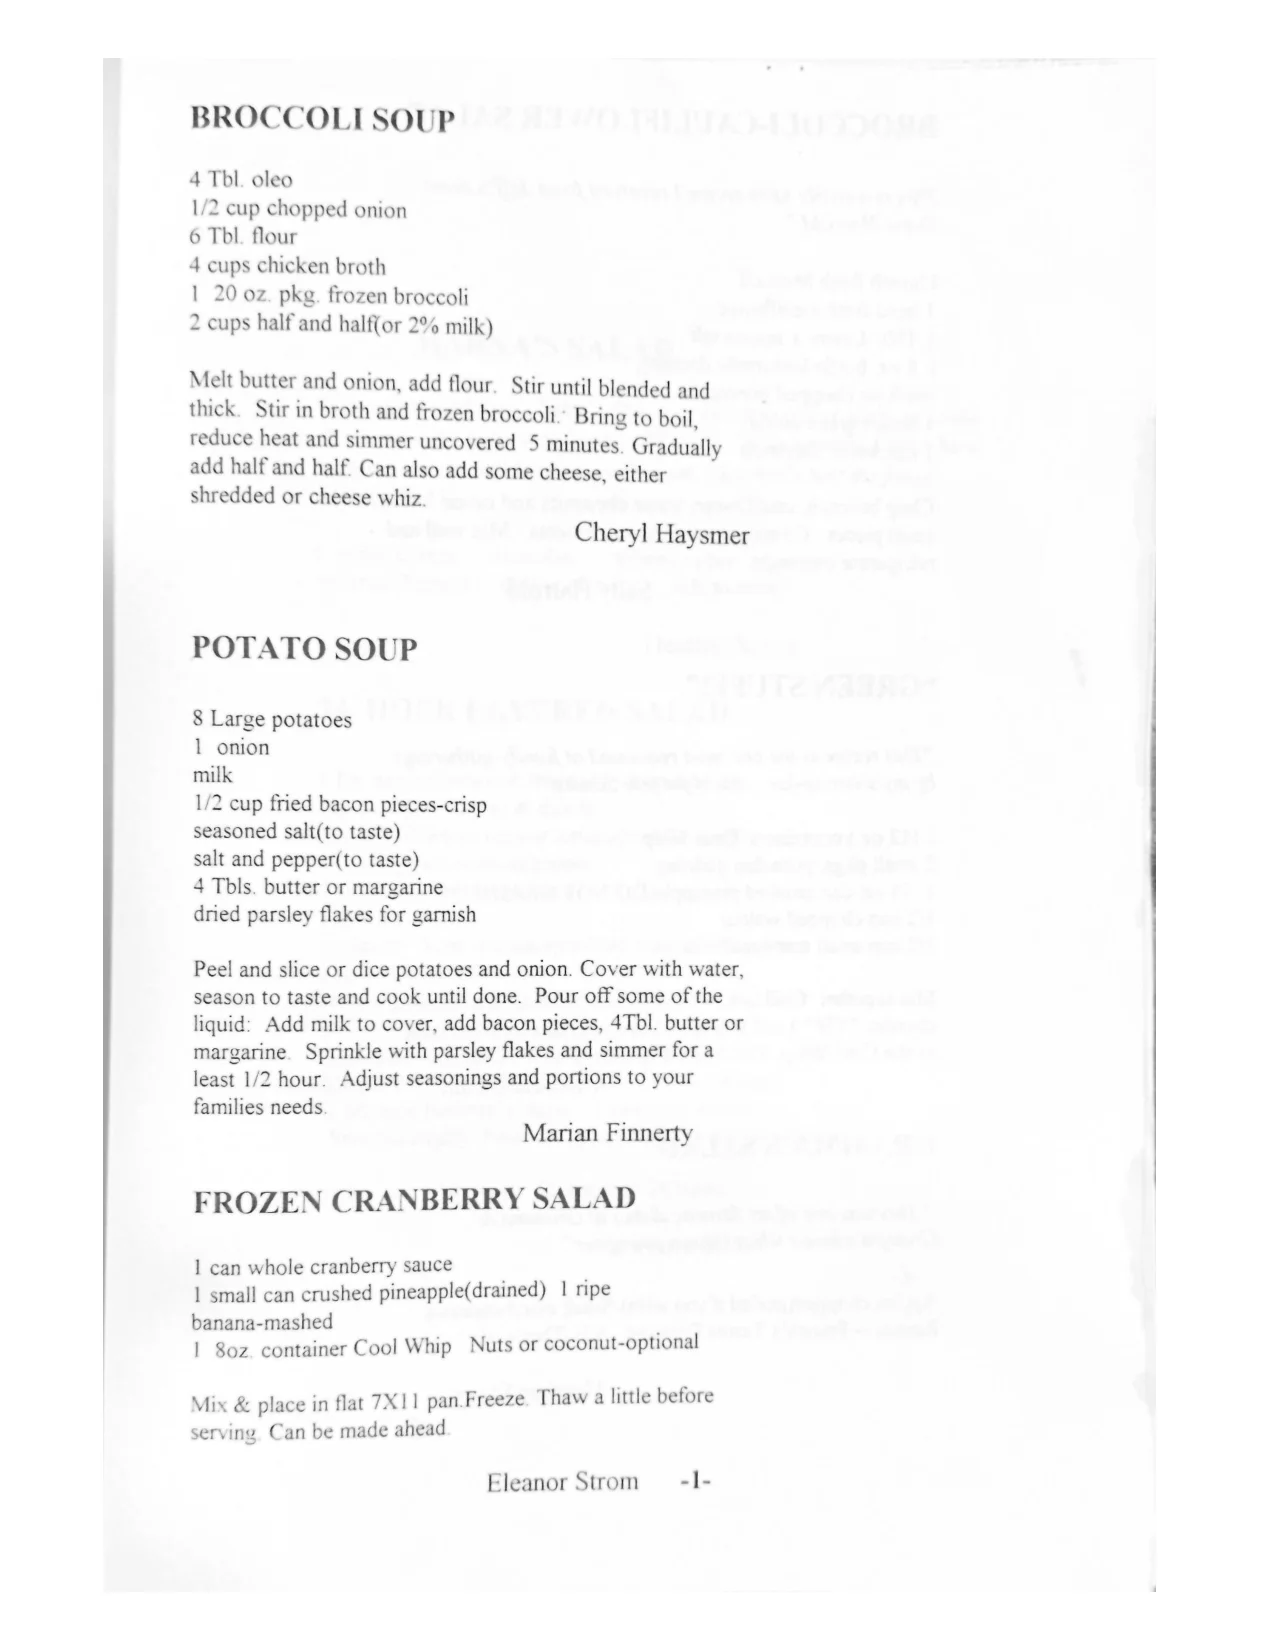 BROCCOLI SOUP
4 Tbl. oleo
1/2 cup chopped onion
6 Tbl. flour
4 cups chicken broth
1 20 oz. pkg. frozen broccoli
2 cups half and half(or 2% milk)
Melt butter and onion, add flour. Stir until blended and
thick. Stir in broth and frozen broccoli. Bring to boil,
reduce heat and simmer uncovered 5 minutes. Gradually
add half and half. Can also add some cheese, either
shredded or cheese whiz.
Cheryl Haysmer
POTATO SOUP
8 Large potatoes
1 onion
milk
1/2 cup fried bacon pieces-crisp
seasoned salt(to taste)
salt and pepper(to taste)
4 Tbls. butter or margarine
dried parsley flakes for garnish
Peel and slice or dice potatoes and onion. Cover with water,
season to taste and cook until done. Pour off some of the
liquid: Add milk to cover, add bacon pieces, 4Tbl. butter or
margarine. Sprinkle with parsley flakes and simmer for a
least 1/2 hour. Adjust seasonings and portions to your
families needs.
Marian Finnerty
FROZEN CRANBERRY SALAD
1 can whole cranberry sauce
1 small can crushed pineapple(drained) 1 ripe
banana-mashed
1 8oz. container Cool Whip Nuts or coconut-optional
Mix & place in flat 7X11 pan.Freeze. Thaw a little before
serving. Can be made ahead.
Eleanor Strom -1-